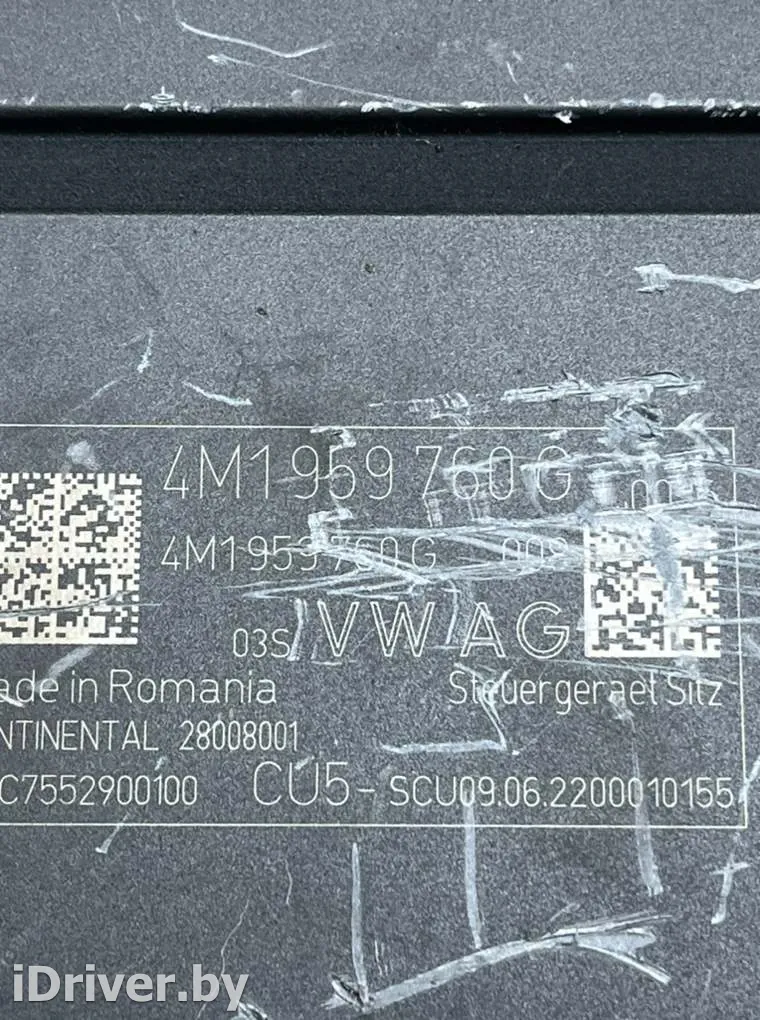 4M1 959 760 G
4M1 959 760 G
03S VW AG
ade in Romania Steuergeraet Sitz
NTINENTAL 28008001
C7552900100 CU5- SCU09.06.2200010155
iDriver.by